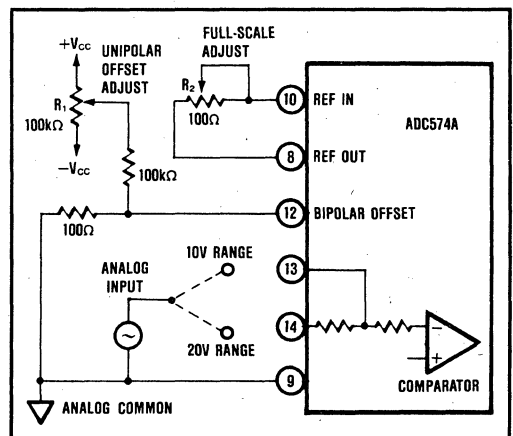 +VCC
UNIPOLAR
OFFSET
ADJUST
R1
100kΩ
−VCC
100kΩ
100Ω
FULL-SCALE
ADJUST
R2
100Ω
10 REF IN
ADC574A
8 REF OUT
12 BIPOLAR OFFSET
10V RANGE
13
ANALOG
INPUT
14
−
+
20V RANGE
COMPARATOR
9
ANALOG COMMON